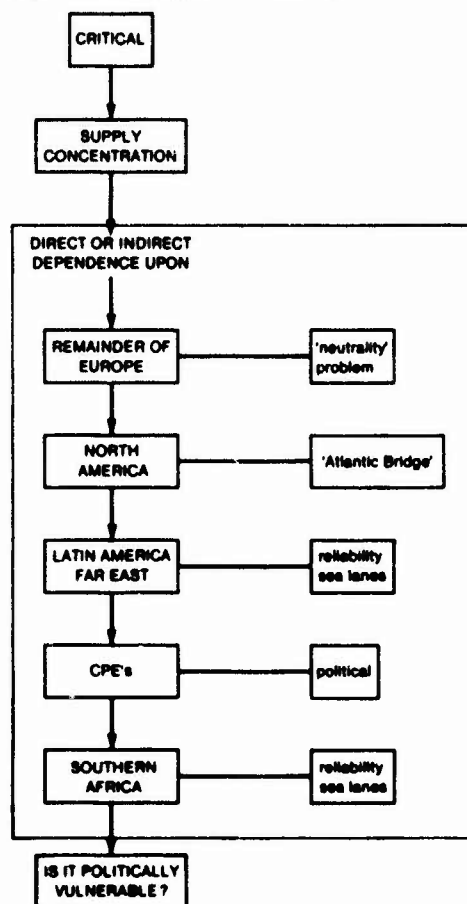 CRITICAL
SUPPLY
CONCENTRATION
DIRECT OR INDIRECT
DEPENDENCE UPON
REMAINDER OF
EUROPE
'neutrality'
problem
NORTH
AMERICA
'Atlantic Bridge'
LATIN AMERICA
FAR EAST
reliability
sea lanes
CPE's
political
SOUTHERN
AFRICA
reliability
sea lanes
IS IT POLITICALLY
VULNERABLE ?